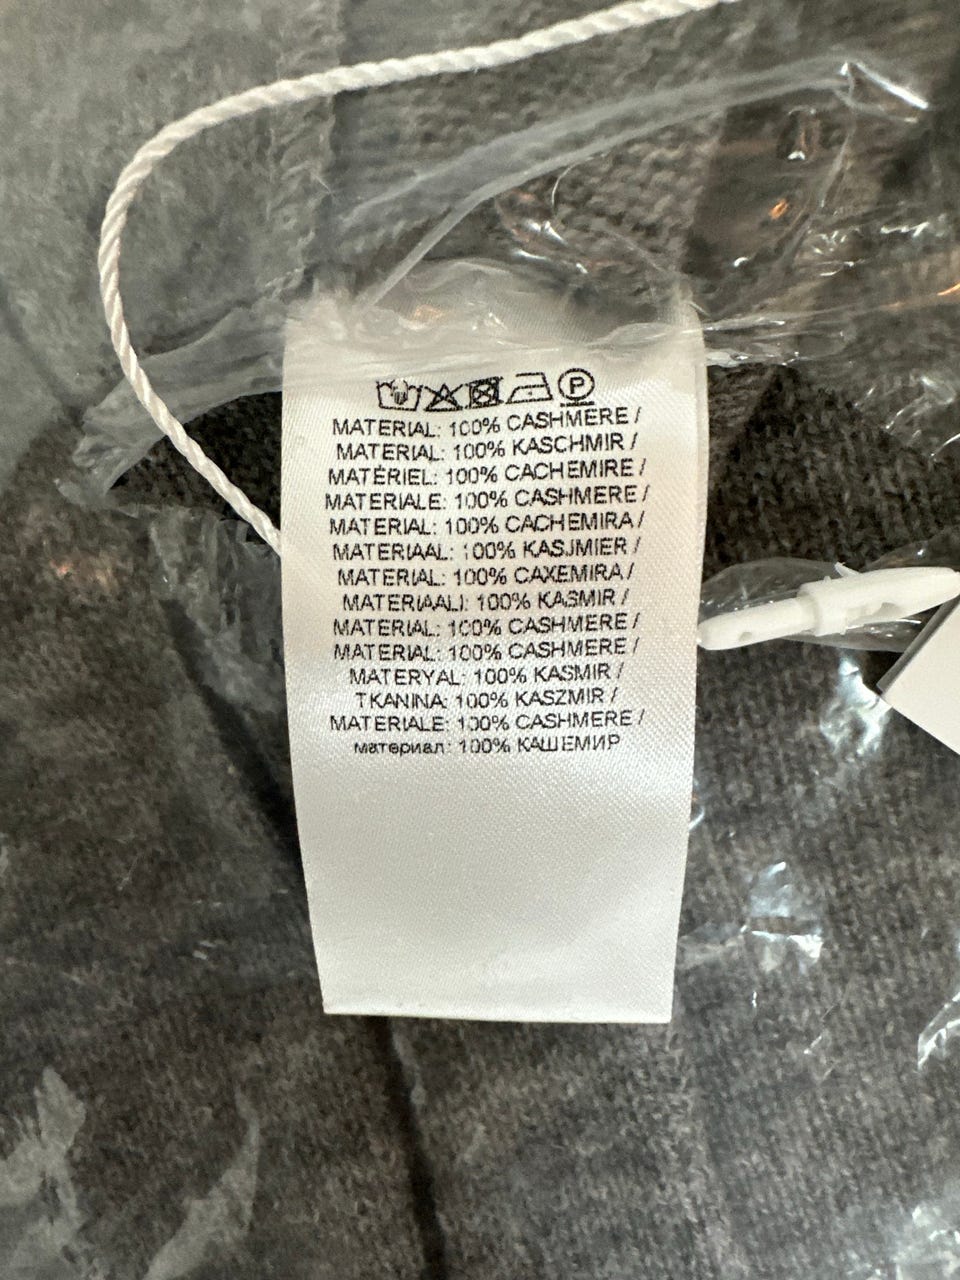 P
MATERIAL: 100% CASHMERE /
MATERIAL: 100% KASCHMIR /
MATÉRIEL: 100% CACHEMIRE /
MATERIALE: 100% CASHMERE /
MATERIAL: 100% CACHEMIRA /
MATERIAAL: 100% KASJMIER /
MATERIAL: 100% CAXEMIRA /
MATERIAALI: 100% KASMIR /
MATERIAL: 100% CASHMERE /
MATERIAL: 100% CASHMERE /
MATERYAL: 100% KASMIR /
TKANINA: 100% KASZMIR /
MATERIALE: 100% CASHMERE /
материал: 100% КАШЕМИР